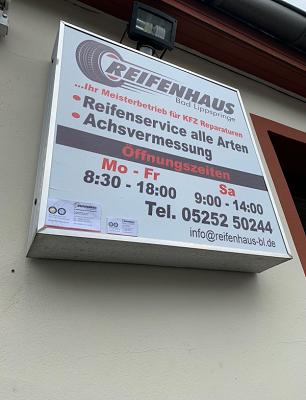 REIFENHAUS
Bad Lippspringe
...Ihr Meisterbetrieb für KFZ Reparaturen
• Reifenservice alle Arten
• Achsvermessung
Öffnungszeiten
Mo - Fr Sa
8:30 - 18:00 9:00 - 14:00
Tel. 05252 50244
info@reifenhaus-bl.de